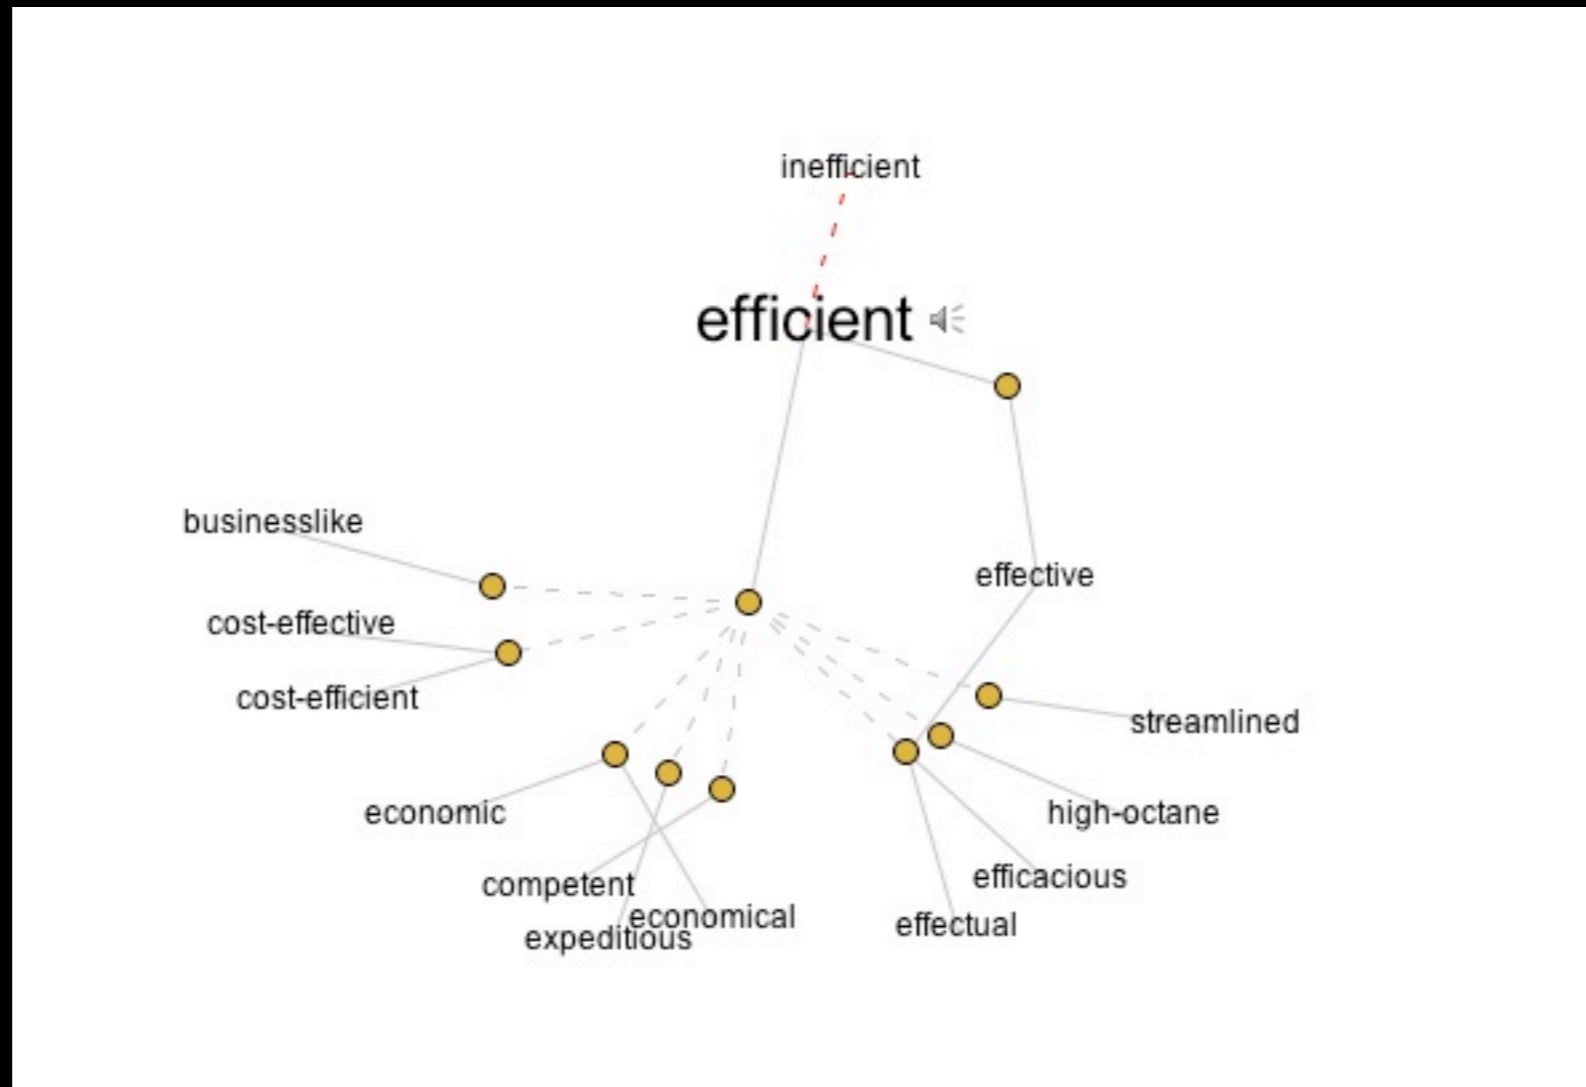 inefficient
efficient
businesslike
effective
cost-effective
cost-efficient
streamlined
economic
high-octane
efficacious
competent
economical
effectual
expeditious